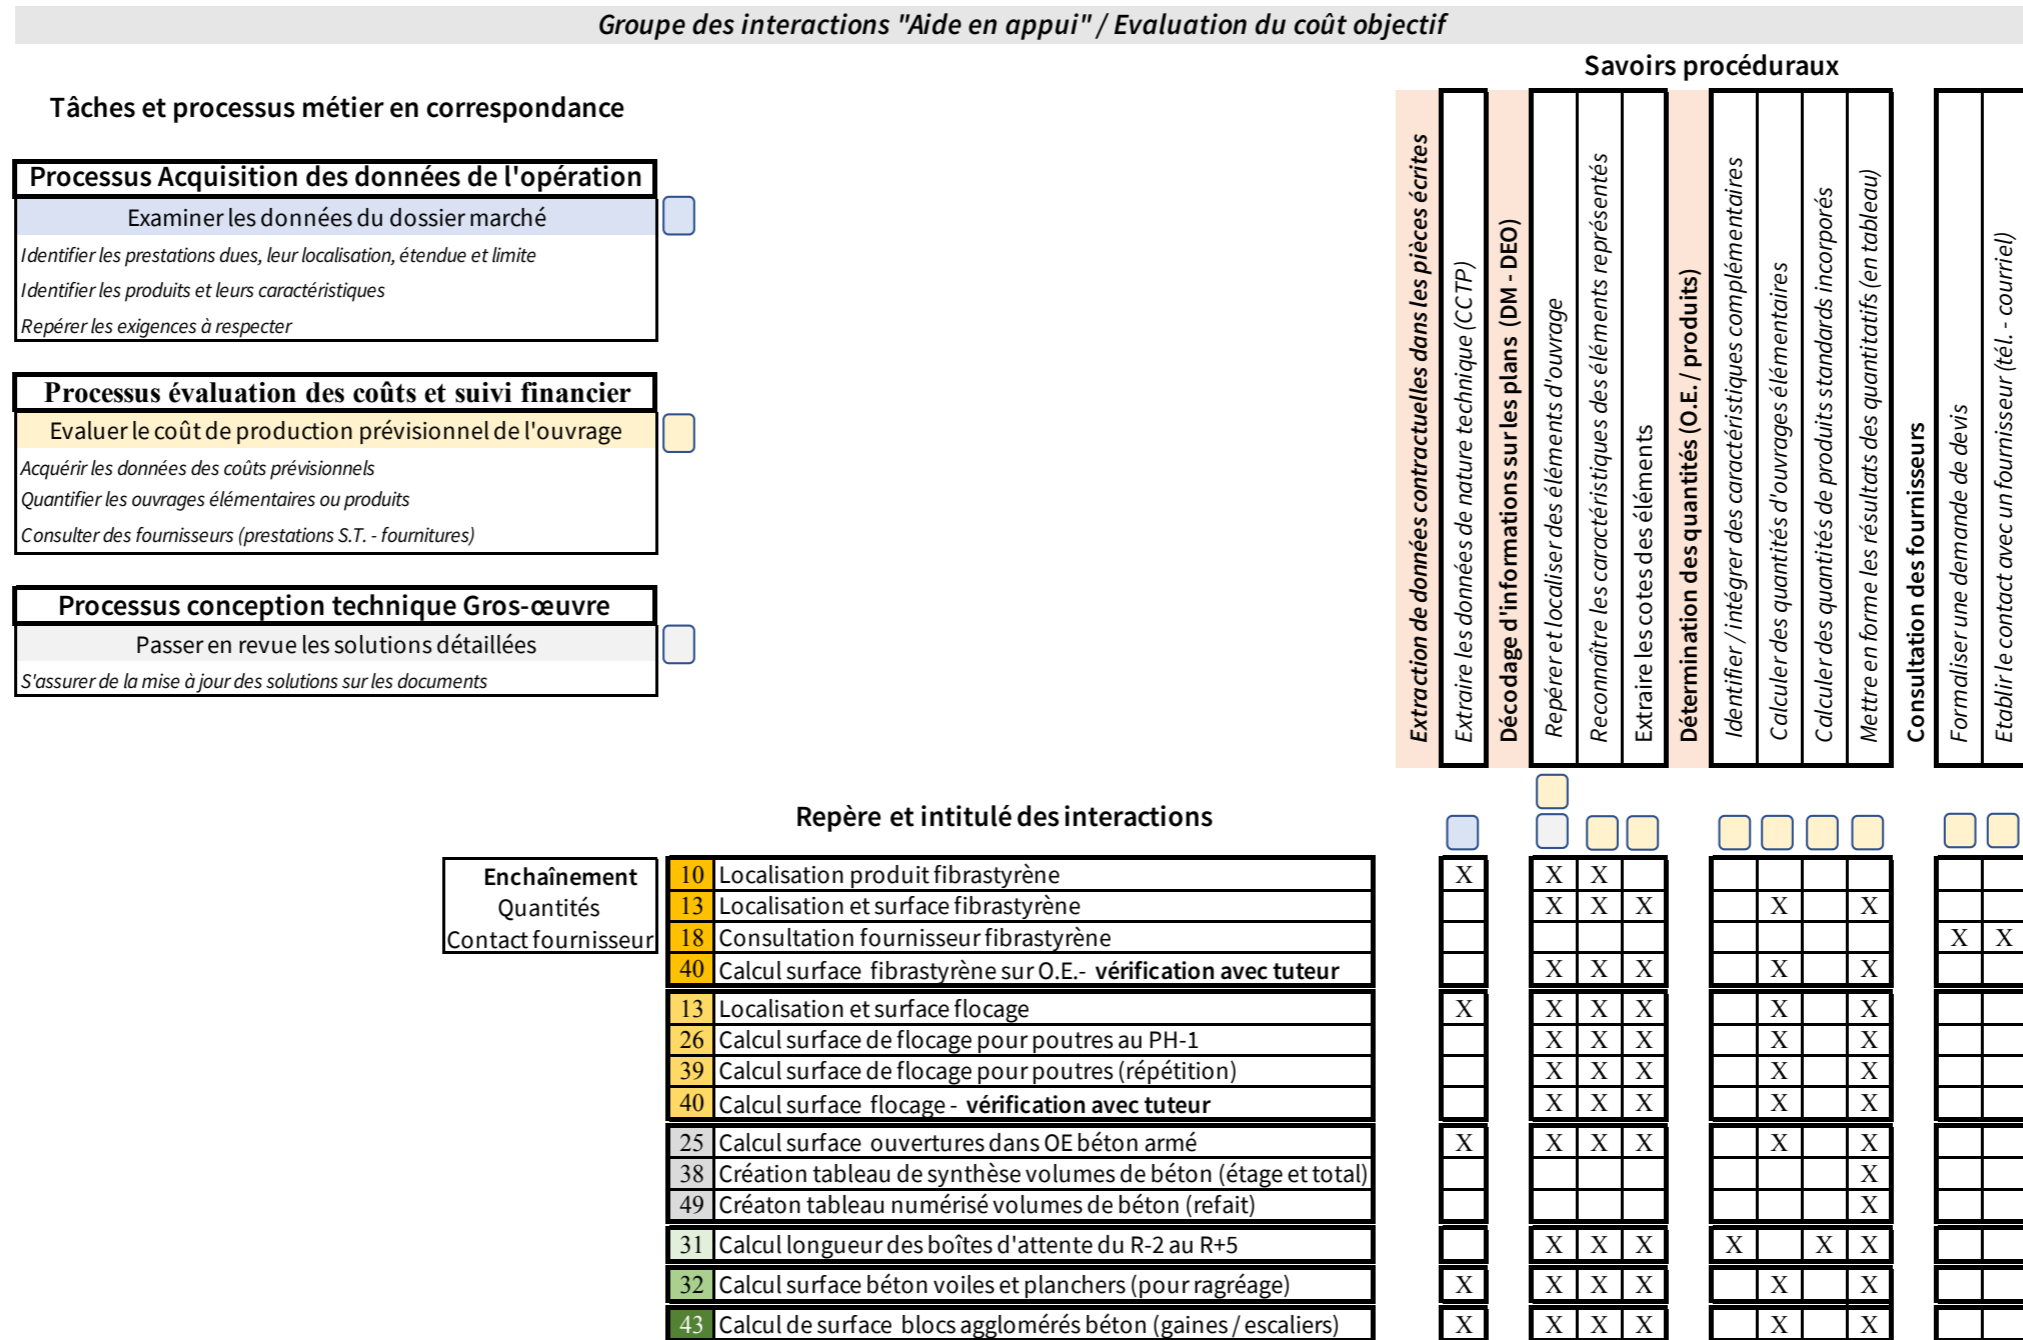 Groupe des interactions "Aide en appui" / Evaluation du coût objectif
Savoirs procéduraux
Tâches et processus métier en correspondance
Processus Acquisition des données de l'opération
Examiner les données du dossier marché
Identifier les prestations dues, leur localisation, étendue et limite
Identifier les produits et leurs caractéristiques
Repérer les exigences à respecter
Processus évaluation des coûts et suivi financier
Evaluer le coût de production prévisionnel de l'ouvrage
Acquérir les données des coûts prévisionnels
Quantifier les ouvrages élémentaires ou produits
Consulter des fournisseurs (prestations S.T. - fournitures)
Processus conception technique Gros-œuvre
Passer en revue les solutions détaillées
S'assurer de la mise à jour des solutions sur les documents
Extraction de données contractuelles dans les pièces écrites
Extraire les données de nature technique (CCTP)
Décodage d'informations sur les plans (DM - DEO)
Repérer et localiser des éléments d'ouvrage
Reconnaître les caractéristiques des éléments représentés
Extraire les cotes des éléments
Détermination des quantités (O.E. / produits)
Identifier / intégrer des caractéristiques complémentaires
Calculer des quantités d'ouvrages élémentaires
Calculer des quantités de produits standards incorporés
Mettre en forme les résultats des quantitatifs (en tableau)
Consultation des fournisseurs
Formaliser une demande de devis
Etablir le contact avec un fournisseur (tél. - courriel)
Repère et intitulé des interactions
Enchaînement
Quantités
Contact fournisseur
10 Localisation produit fibrastyrène X X X
13 Localisation et surface fibrastyrène X X X X X
18 Consultation fournisseur fibrastyrène X X
40 Calcul surface fibrastyrène sur O.E.- vérification avec tuteur X X X X X
13 Localisation et surface flocage X X X X X X
26 Calcul surface de flocage pour poutres au PH-1 X X X X X
39 Calcul surface de flocage pour poutres (répétition) X X X X X
40 Calcul surface flocage - vérification avec tuteur X X X X X
25 Calcul surface ouvertures dans OE béton armé X X X X X X
38 Création tableau de synthèse volumes de béton (étage et total) X
49 Créaton tableau numérisé volumes de béton (refait) X
31 Calcul longueur des boîtes d'attente du R-2 au R+5 X X X X X X
32 Calcul surface béton voiles et planchers (pour ragréage) X X X X X X
43 Calcul de surface blocs agglomérés béton (gaines / escaliers) X X X X X X